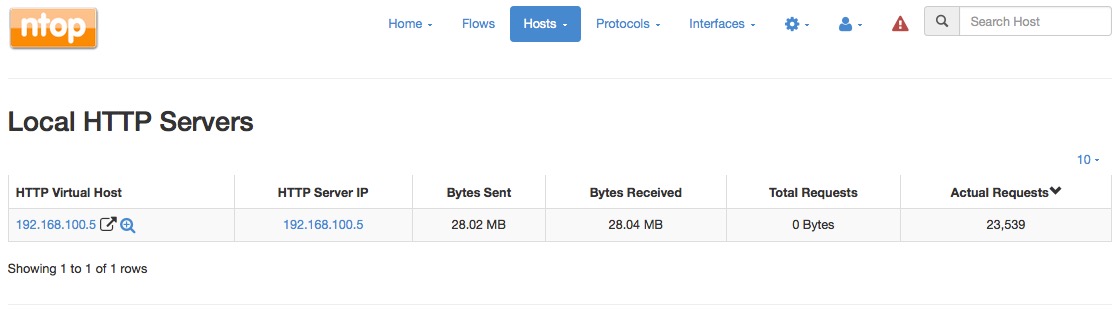 ntop
Home Flows Hosts Protocols Interfaces Search Host
Local HTTP Servers
10
HTTP Virtual Host HTTP Server IP Bytes Sent Bytes Received Total Requests Actual Requests
192.168.100.5 192.168.100.5 28.02 MB 28.04 MB 0 Bytes 23,539
Showing 1 to 1 of 1 rows